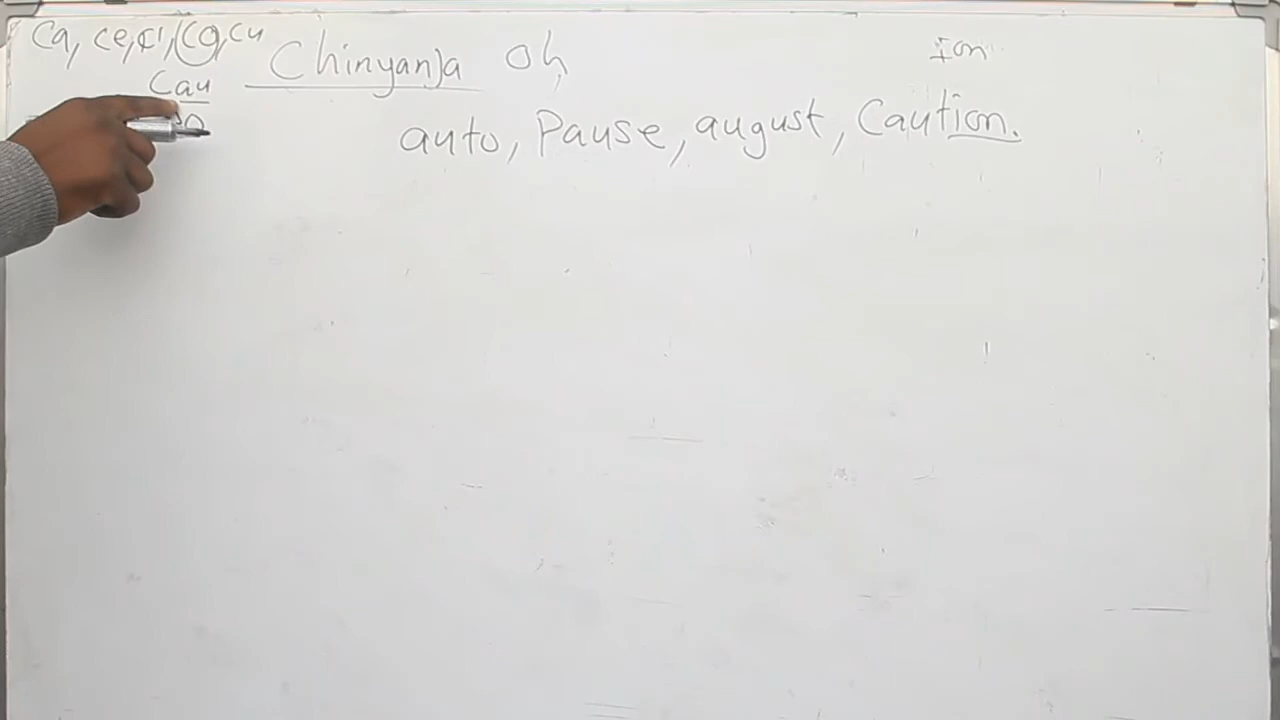 Ca, ce, ci, Co, Cu
Chinyanja oh,
ion
Cau
auto, Pause, august, Caution.